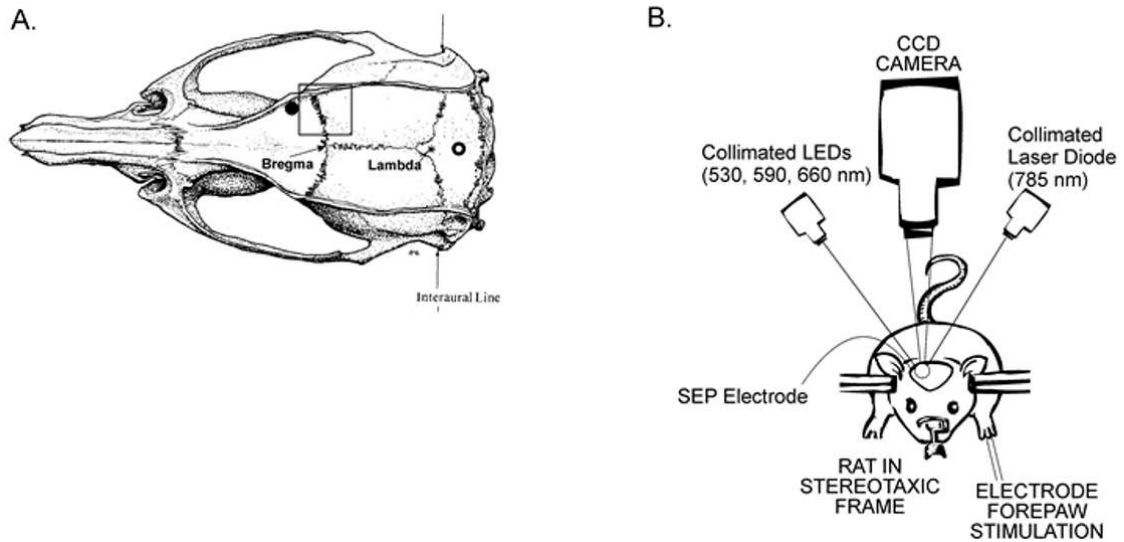 A.
Bregma
Lambda
Interaural Line
B.
CCD
CAMERA
Collimated LEDs
(530, 590, 660 nm)
Collimated
Laser Diode
(785 nm)
SEP Electrode
RAT IN
STEREOTAXIC
FRAME
ELECTRODE
FOREPAW
STIMULATION